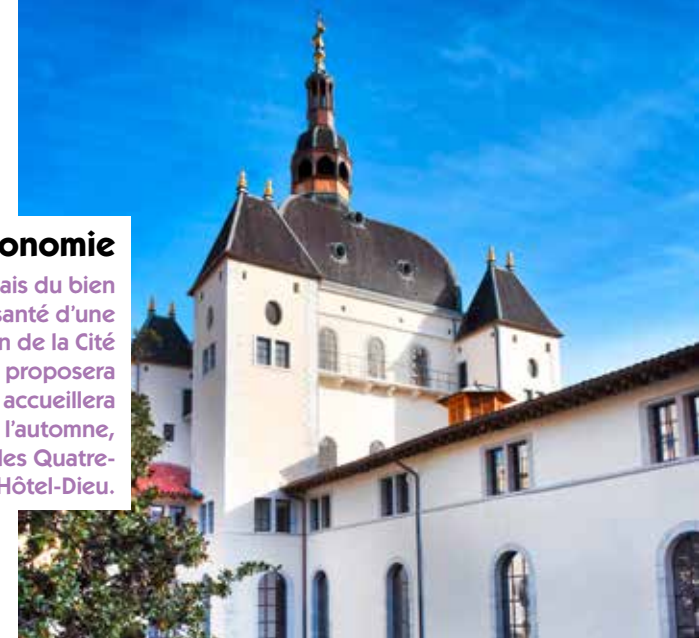 onomie
ais du bien
santé d'une
n de la Cité
proposera
accueillera
l'automne,
les Quatre-
Hôtel-Dieu.